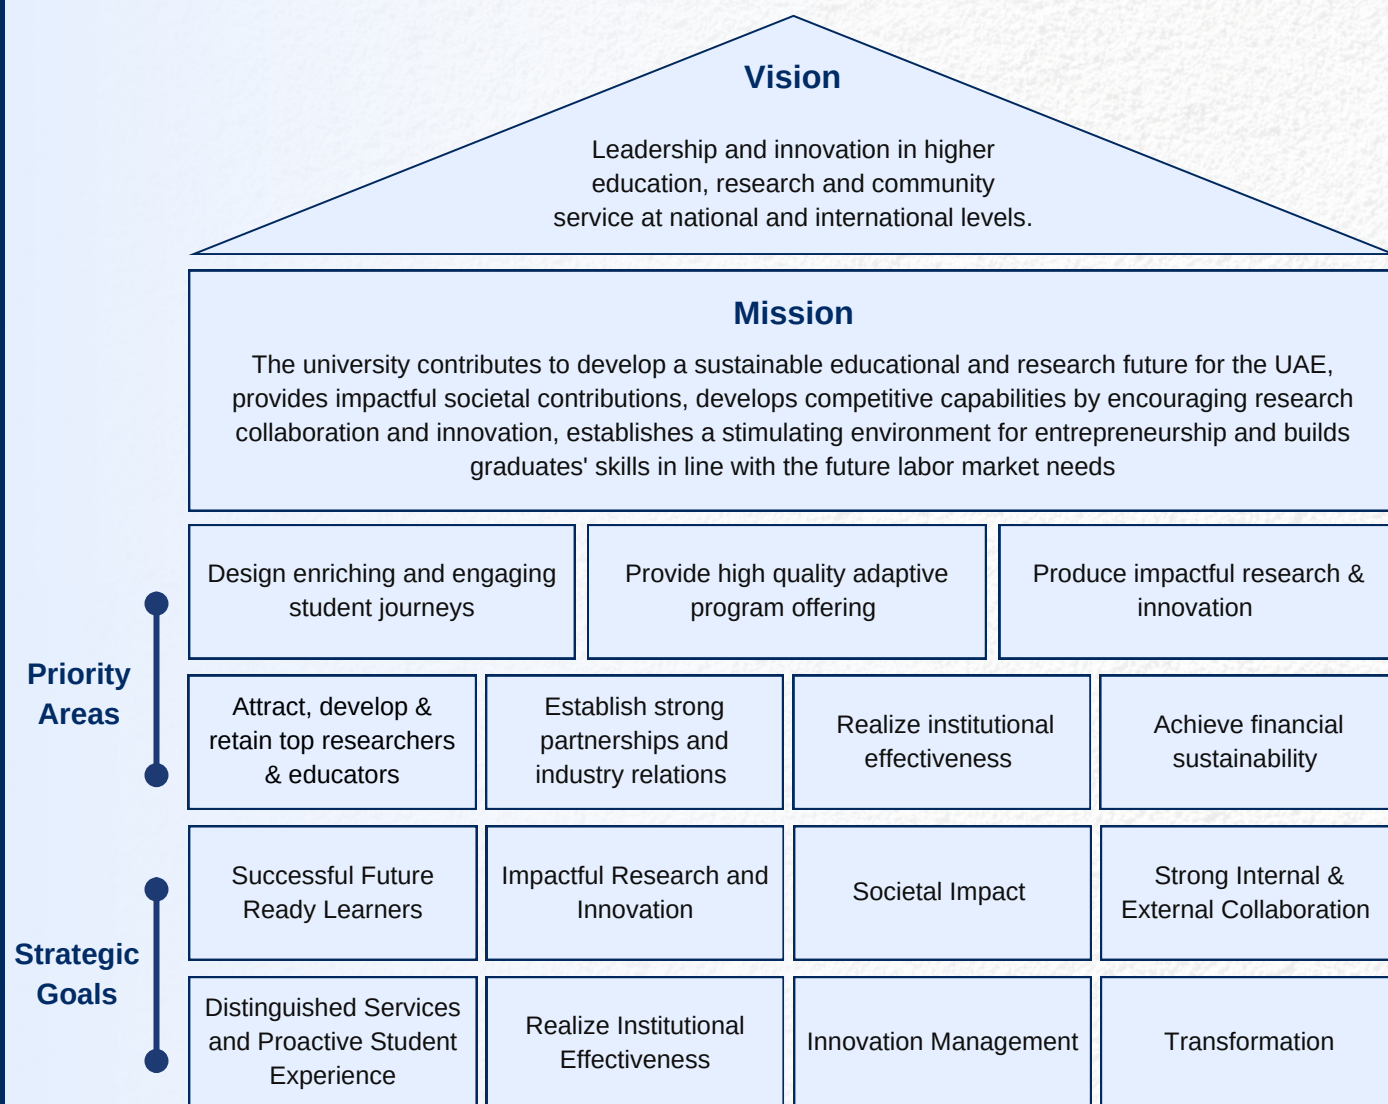 Vision
Leadership and innovation in higher
education, research and community
service at national and international levels.
Mission
The university contributes to develop a sustainable educational and research future for the UAE,
provides impactful societal contributions, develops competitive capabilities by encouraging research
collaboration and innovation, establishes a stimulating environment for entrepreneurship and builds
graduates' skills in line with the future labor market needs
Priority
Areas
Design enriching and engaging
student journeys
Provide high quality adaptive
program offering
Produce impactful research &
innovation
Attract, develop &
retain top researchers
& educators
Establish strong
partnerships and
industry relations
Realize institutional
effectiveness
Achieve financial
sustainability
Strategic
Goals
Successful Future
Ready Learners
Impactful Research and
Innovation
Societal Impact
Strong Internal &
External Collaboration
Distinguished Services
and Proactive Student
Experience
Realize Institutional
Effectiveness
Innovation Management
Transformation